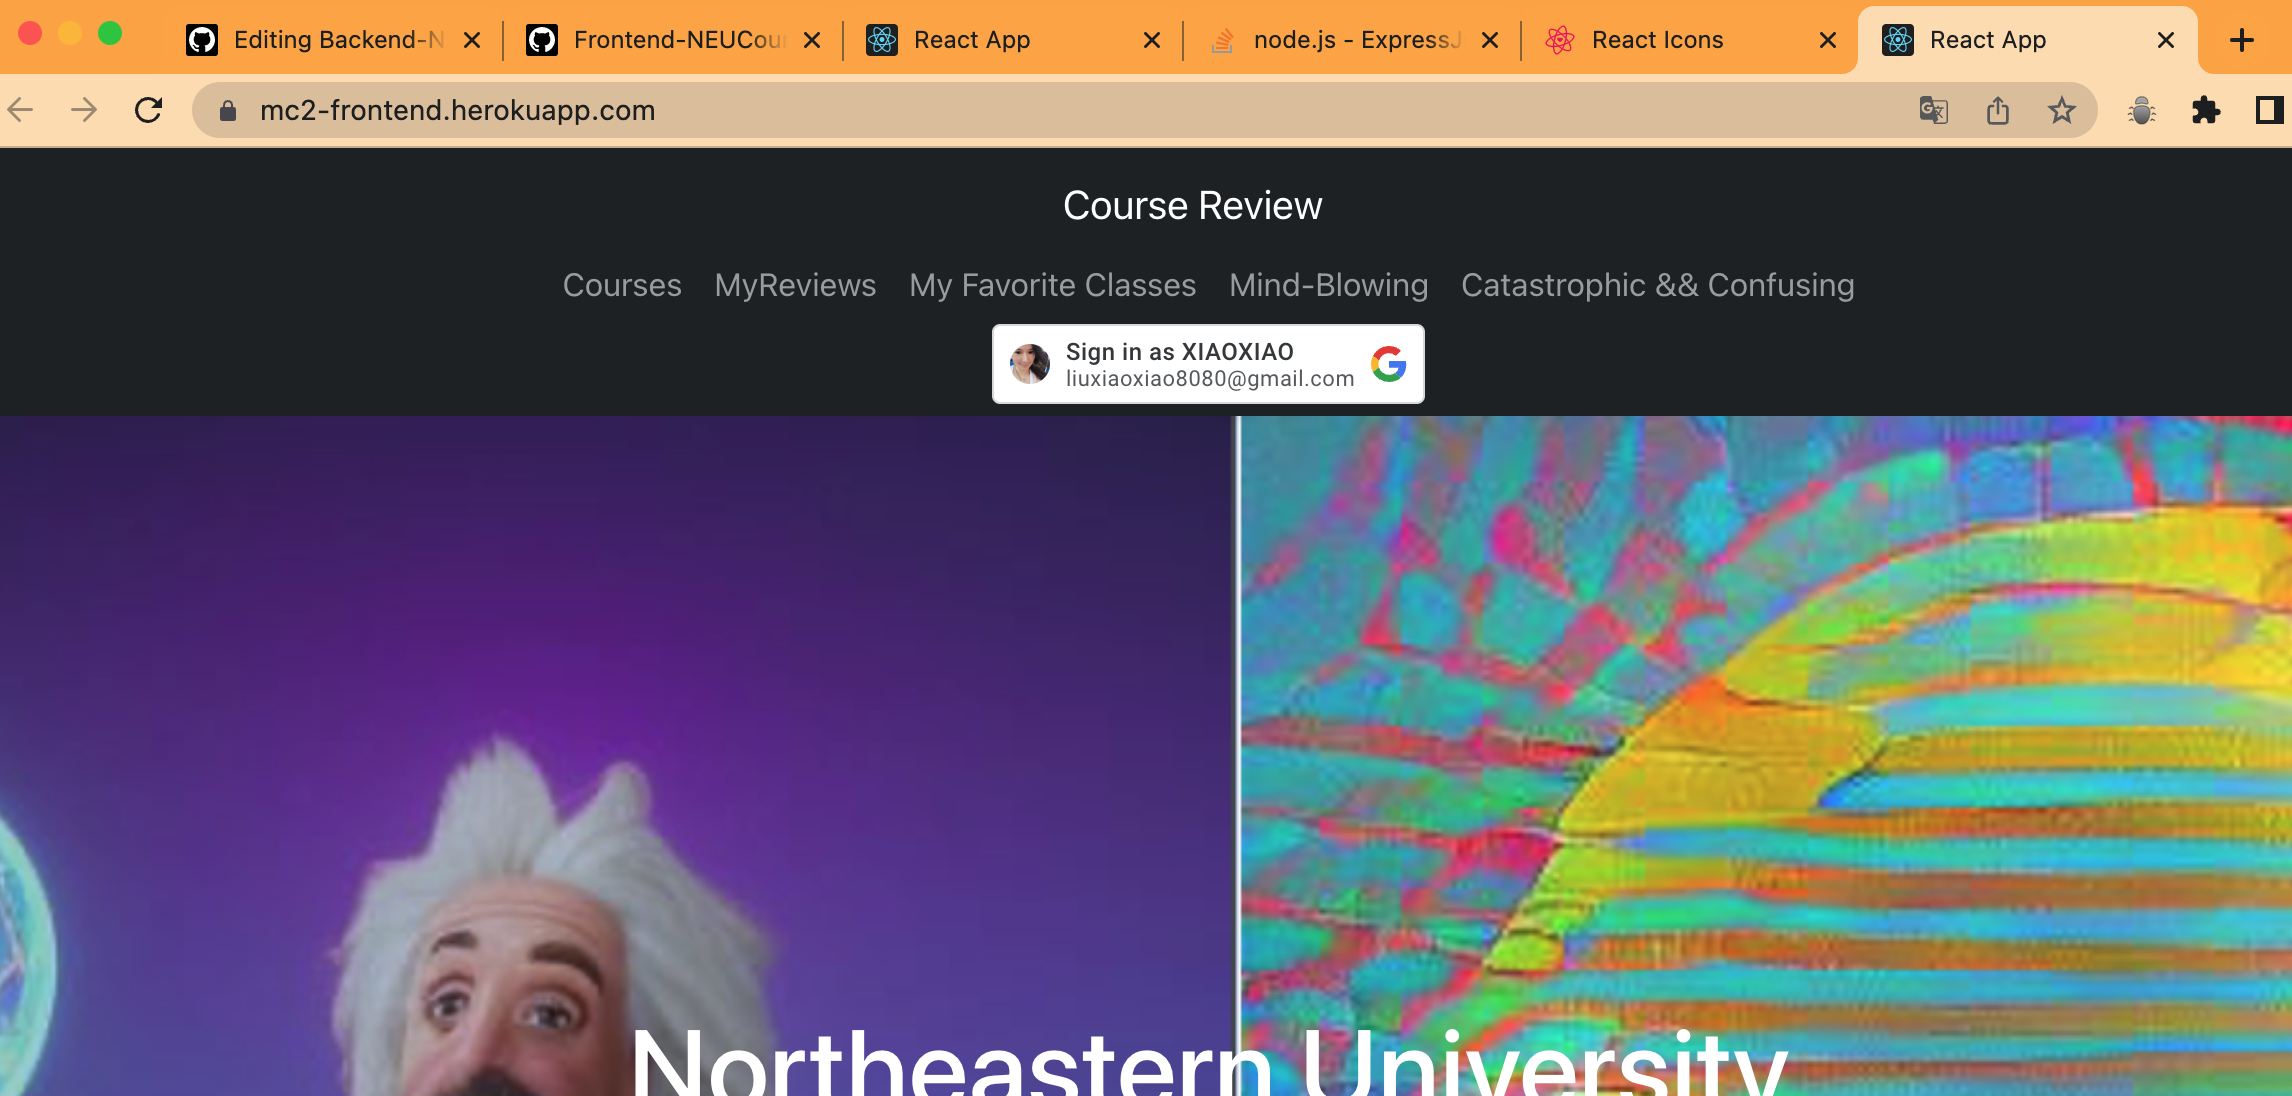 Editing Backend-N
Frontend-NEUCour
React App
node.js - ExpressJ
React Icons
React App
mc2-frontend.herokuapp.com
Course Review
Courses MyReviews My Favorite Classes Mind-Blowing Catastrophic && Confusing
Sign in as XIAOXIAO
liuxiaoxiao8080@gmail.com
Northeastern University